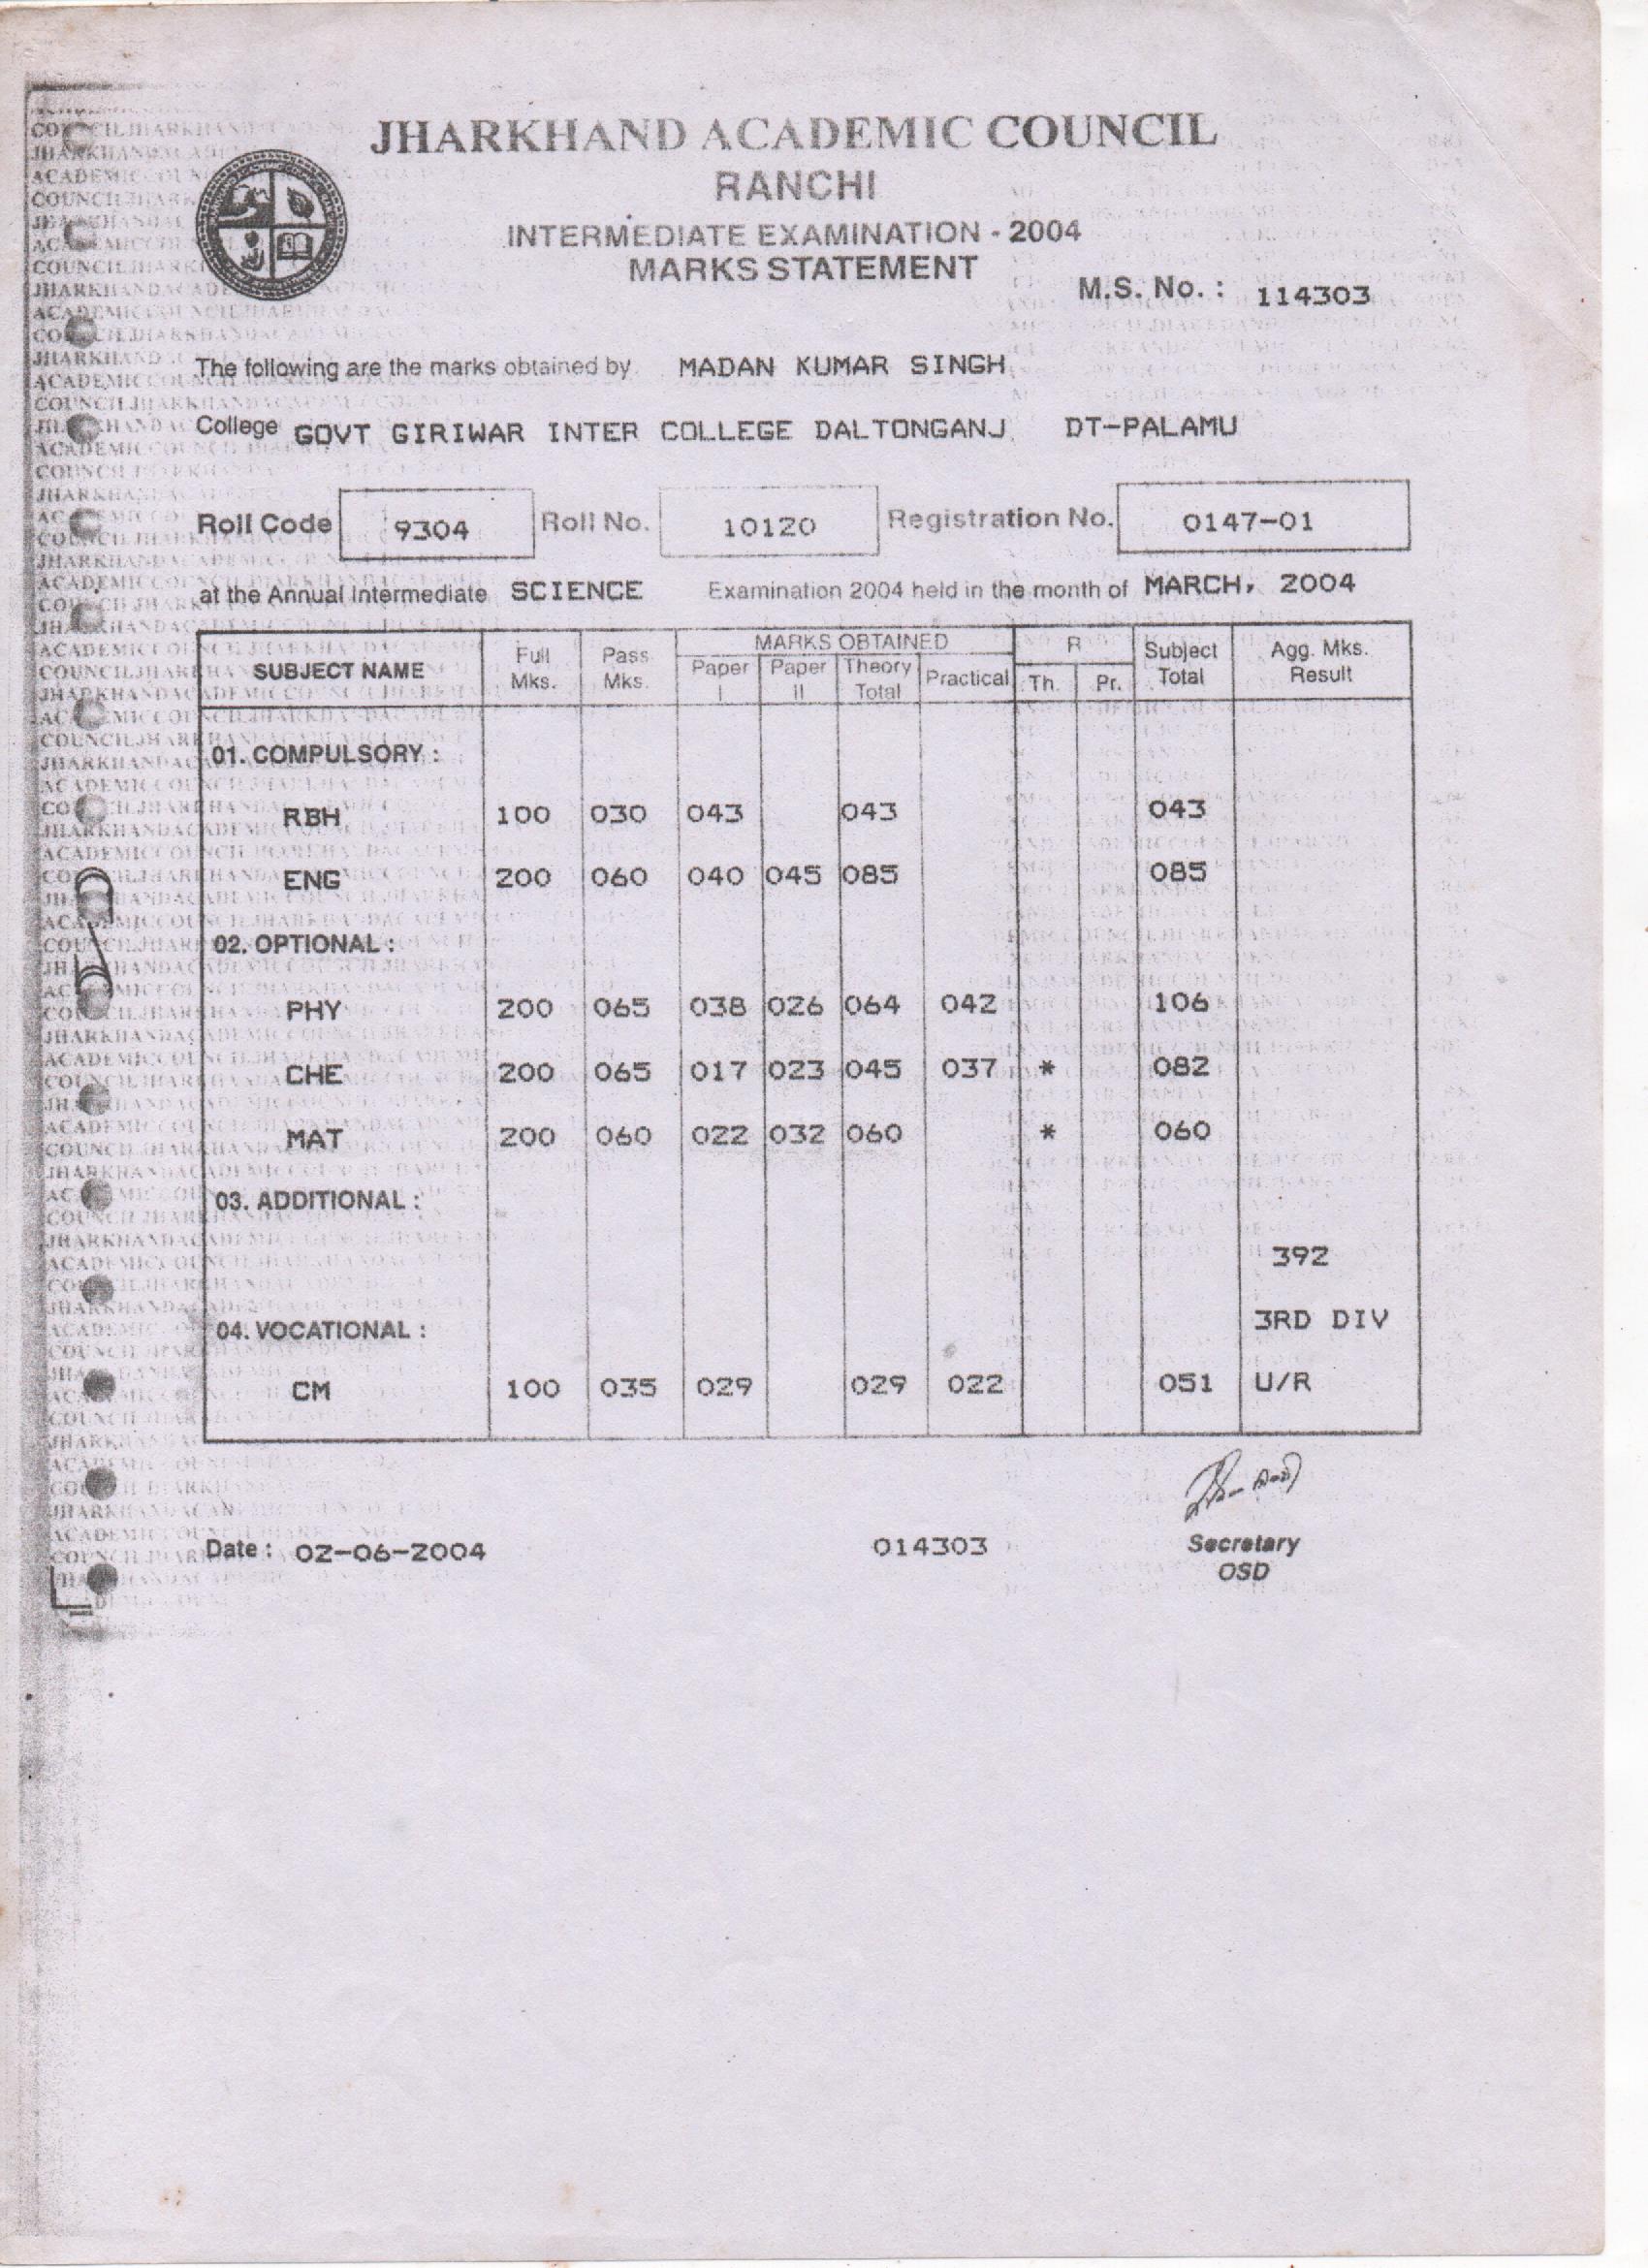 JHARKHAND ACADEMIC COUNCIL
RANCHI
INTERMEDIATE EXAMINATION - 2004
MARKS STATEMENT
M.S. No. : 114303
The following are the marks obtained by MADAN KUMAR SINGH
College GOVT GIRIWAR INTER COLLEGE DALTONGANJ DT-PALAMU
Roll Code 9304 Roll No. 10120 Registration No. 0147-01
at the Annual Intermediate SCIENCE Examination 2004 held in the month of MARCH, 2004
SUBJECT NAME Full Mks. Pass Mks. MARKS OBTAINED Paper I Paper II Theory Total Practical R Th. Pr. Subject Total Agg. Mks. Result
01. COMPULSORY :
RBH 100 030 043 043 043
ENG 200 060 040 045 085 085
02. OPTIONAL :
PHY 200 065 038 026 064 042 106
CHE 200 065 017 023 045 037 * 082
MAT 200 060 022 032 060 * 060
03. ADDITIONAL :
392
04. VOCATIONAL : 3RD DIV
CM 100 035 029 029 022 051 U/R
Date : 02-06-2004 014303 Secretary
OSD